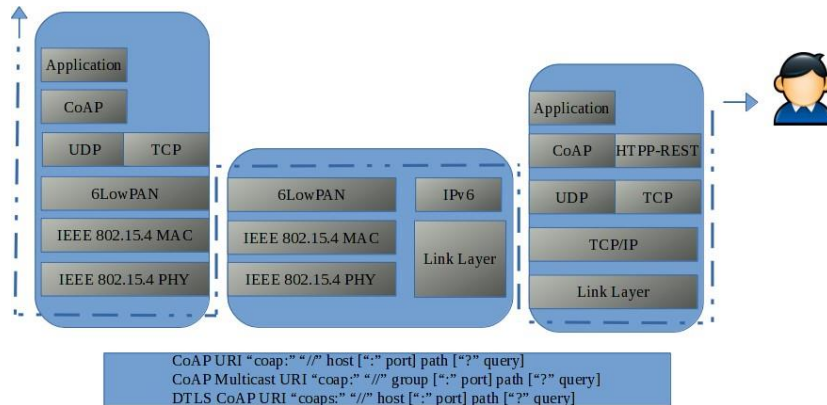 Application
CoAP
UDP TCP
6LowPAN
IEEE 802.15.4 MAC
IEEE 802.15.4 PHY
6LowPAN IPv6
IEEE 802.15.4 MAC
Link Layer
IEEE 802.15.4 PHY
Application
CoAP HTPP-REST
UDP TCP
TCP/IP
Link Layer
CoAP URI “coap:” “//” host [“:” port] path [“?” query]
CoAP Multicast URI “coap:” “//” group [“:” port] path [“?” query]
DTLS CoAP URI “coaps:” “//” host [“:” port] path [“?” query]